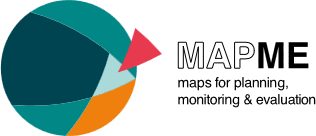 MAPME
maps for planning,
monitoring & evaluation